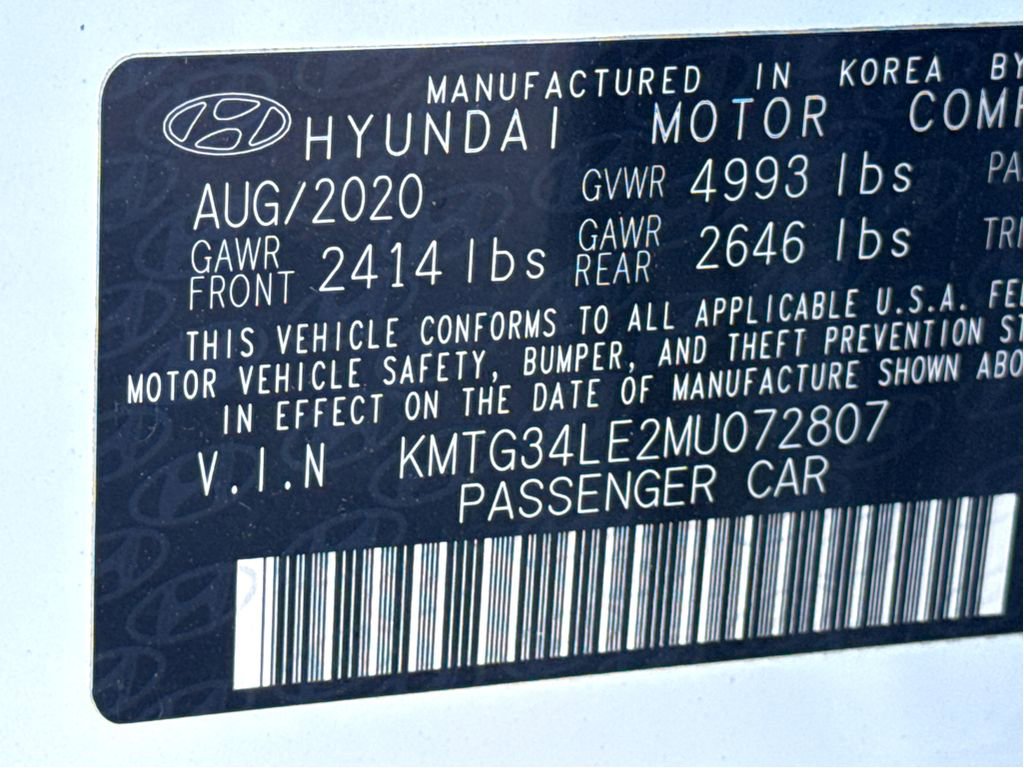 MANUFACTURED IN KOREA BY
HYUNDAI MOTOR
AUG/2020 GVWR 4993 lbs
GAWR FRONT 2414 lbs GAWR REAR 2646 lbs
THIS VEHICLE CONFORMS TO ALL APPLICABLE U.S.A.
MOTOR VEHICLE SAFETY, BUMPER, AND THEFT PREVENTION
IN EFFECT ON THE DATE OF MANUFACTURE SHOWN
V.I.N KMTG34LE2MU072807
PASSENGER CAR